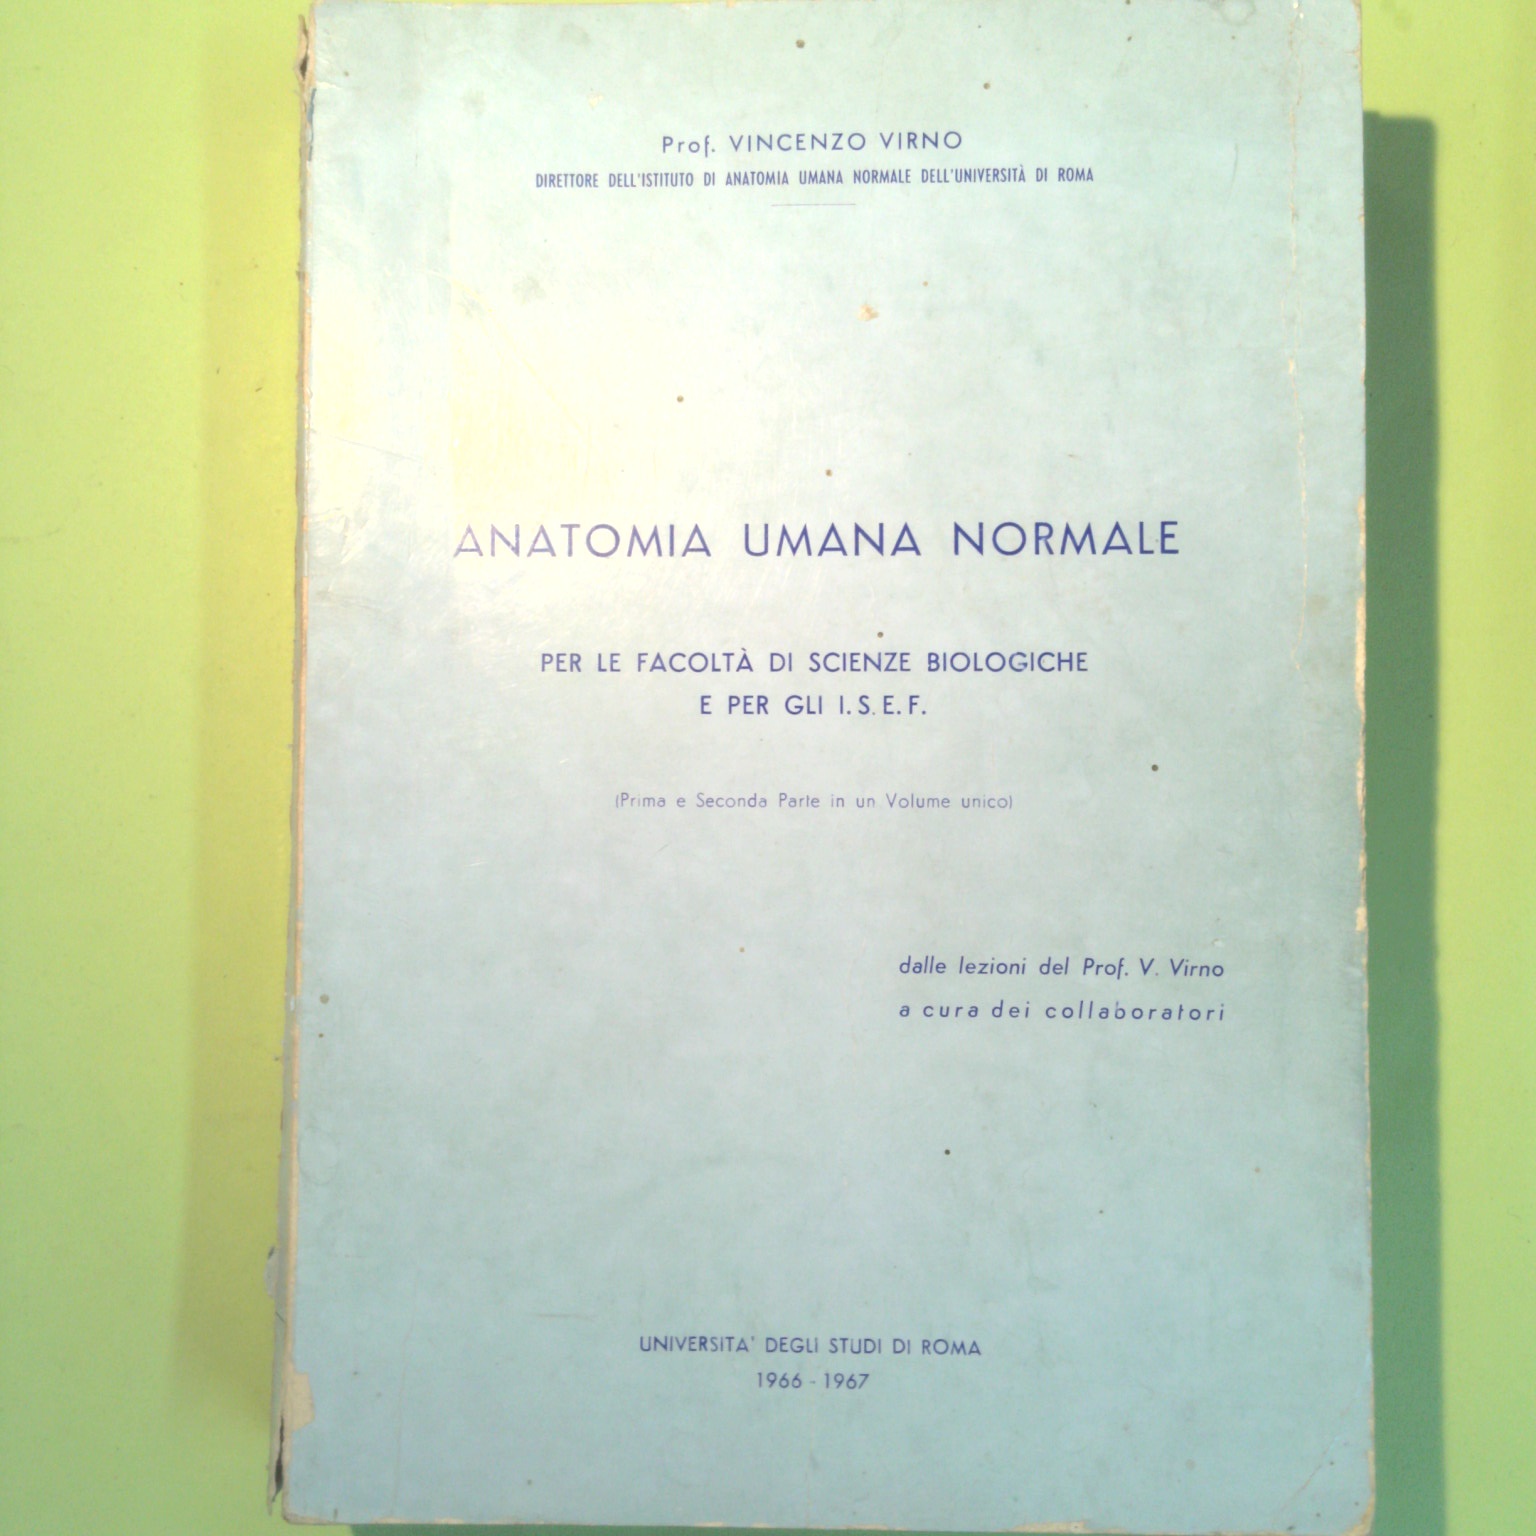 Prof. VINCENZO VIRNO
DIRETTORE DELL'ISTITUTO DI ANATOMIA UMANA NORMALE DELL'UNIVERSITÀ DI ROMA
ANATOMIA UMANA NORMALE
PER LE FACOLTÀ DI SCIENZE BIOLOGICHE
E PER GLI I.S.E.F.
(Prima e Seconda Parte in un Volume unico)
dalle lezioni del Prof. V. Virno
a cura dei collaboratori
UNIVERSITA' DEGLI STUDI DI ROMA
1966 - 1967